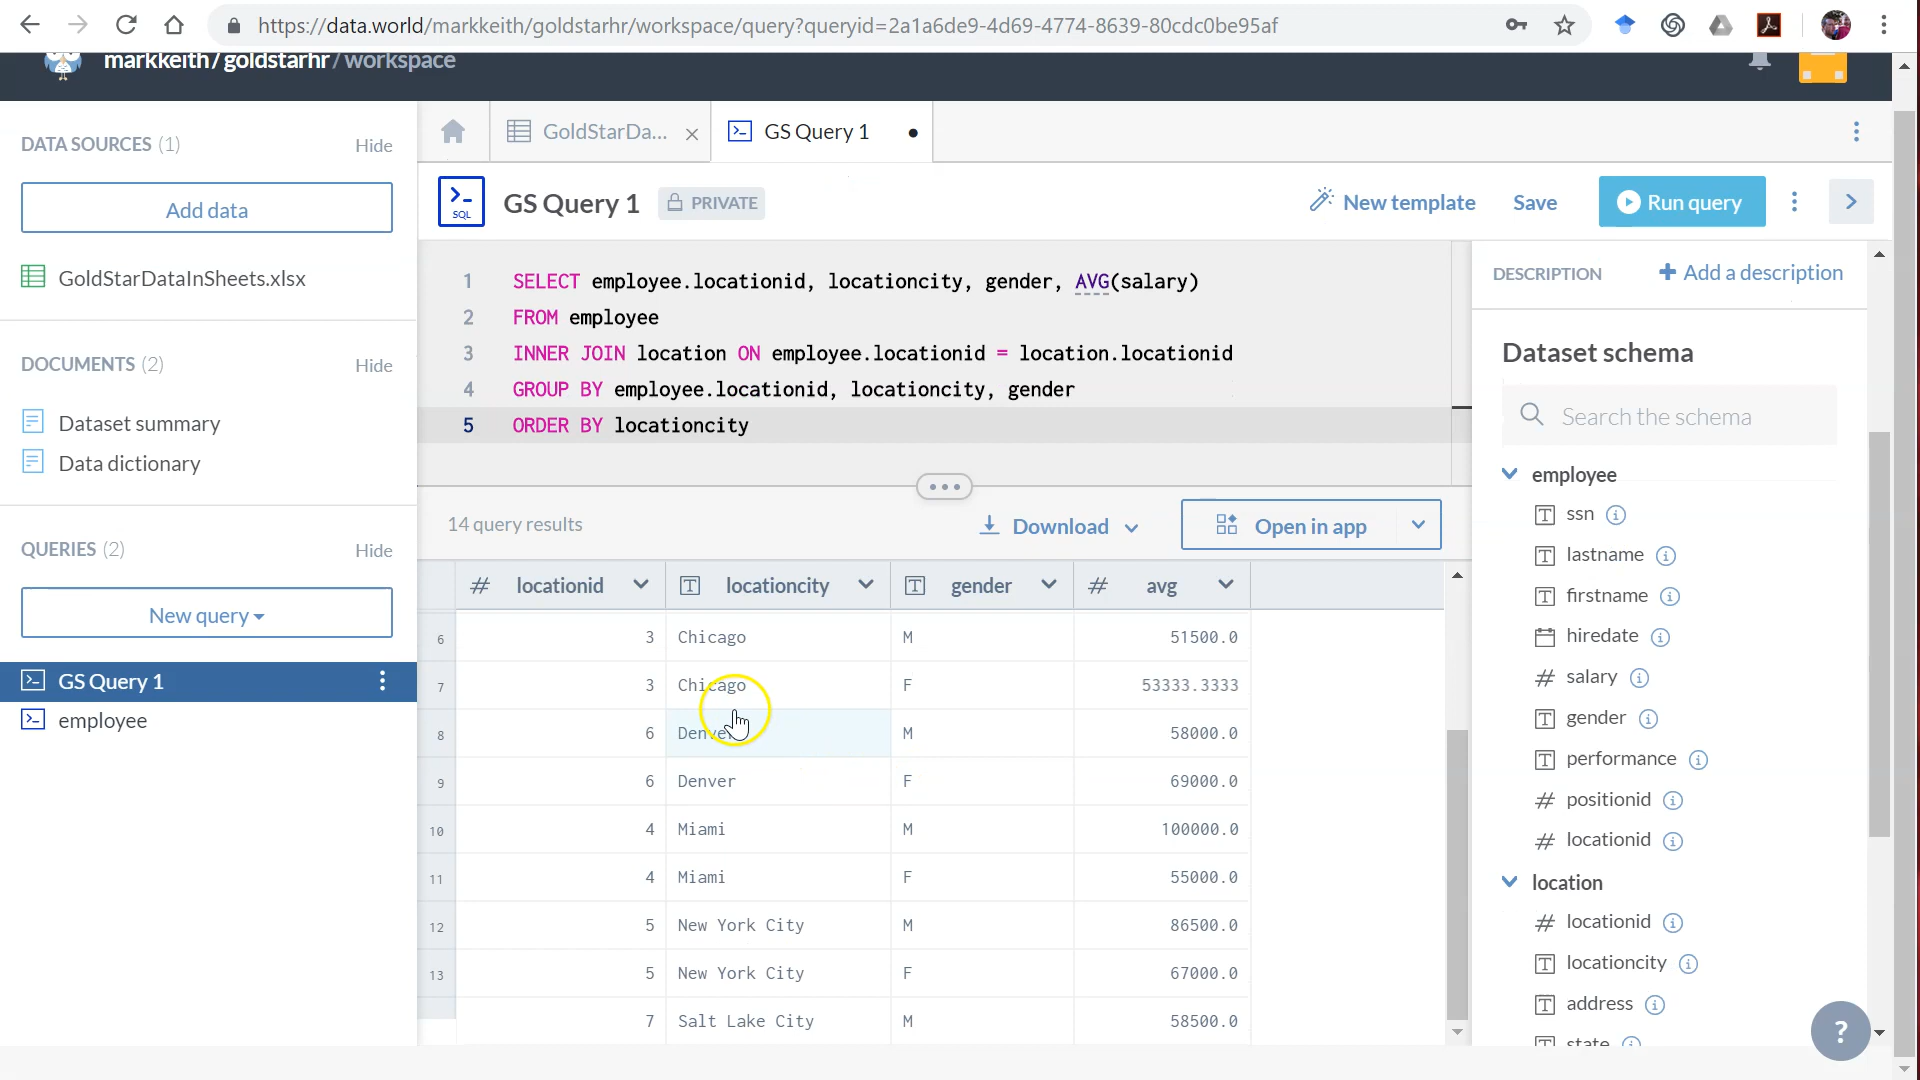 https://data.world/markkeith/goldstarhr/workspace/query?queryid=2a1a6de9-4d69-4774-8639-80cdc0be95af
markkeith/goldstarhr/workspace
DATA SOURCES (1) Hide
Add data
GoldStarDataInSheets.xlsx
DOCUMENTS (2) Hide
Dataset summary
Data dictionary
QUERIES (2) Hide
New query
GS Query 1
employee
GoldStarDa... GS Query 1
SQL GS Query 1 PRIVATE New template Save Run query
1 SELECT employee.locationid, locationcity, gender, AVG(salary)
2 FROM employee
3 INNER JOIN location ON employee.locationid = location.locationid
4 GROUP BY employee.locationid, locationcity, gender
5 ORDER BY locationcity
14 query results Download Open in app
# locationid T locationcity T gender # avg
6 3 Chicago M 51500.0
7 3 Chicago F 53333.3333
8 6 Denver M 58000.0
9 6 Denver F 69000.0
10 4 Miami M 100000.0
11 4 Miami F 55000.0
12 5 New York City M 86500.0
13 5 New York City F 67000.0
7 Salt Lake City M 58500.0
DESCRIPTION + Add a description
Dataset schema
Search the schema
employee
T ssn
T lastname
T firstname
hiredate
# salary
T gender
T performance
# positionid
# locationid
location
# locationid
T locationcity
T address
T state
?